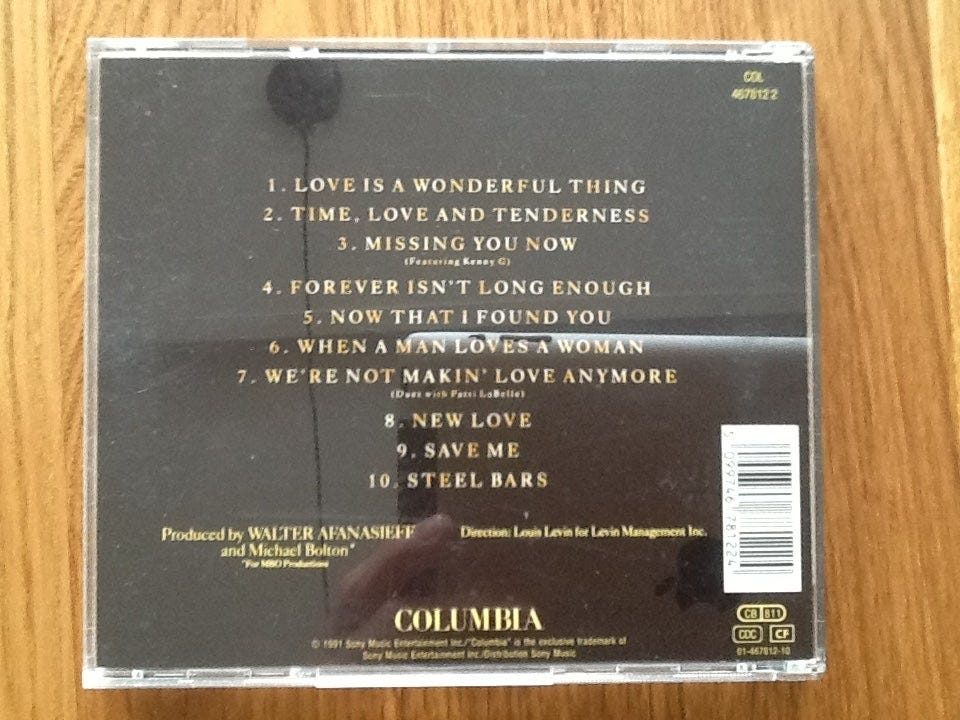 COL
467812 2
1. LOVE IS A WONDERFUL THING
2. TIME, LOVE AND TENDERNESS
3. MISSING YOU NOW
(Featuring Kenny G)
4. FOREVER ISN'T LONG ENOUGH
5. NOW THAT I FOUND YOU
6. WHEN A MAN LOVES A WOMAN
7. WE'RE NOT MAKIN' LOVE ANYMORE
(Duet with Patti LaBelle)
8. NEW LOVE
9. SAVE ME
10. STEEL BARS
5 099746 781224
Produced by WALTER AFANASIEFF
and Michael Bolton*
*For MBO Productions
Direction: Louis Levin for Levin Management Inc.
COLUMBIA
© 1991 Sony Music Entertainment Inc./"Columbia" is the exclusive trademark of
Sony Music Entertainment Inc./Distribution Sony Music
CB 811
CDC CF
01-467812-10